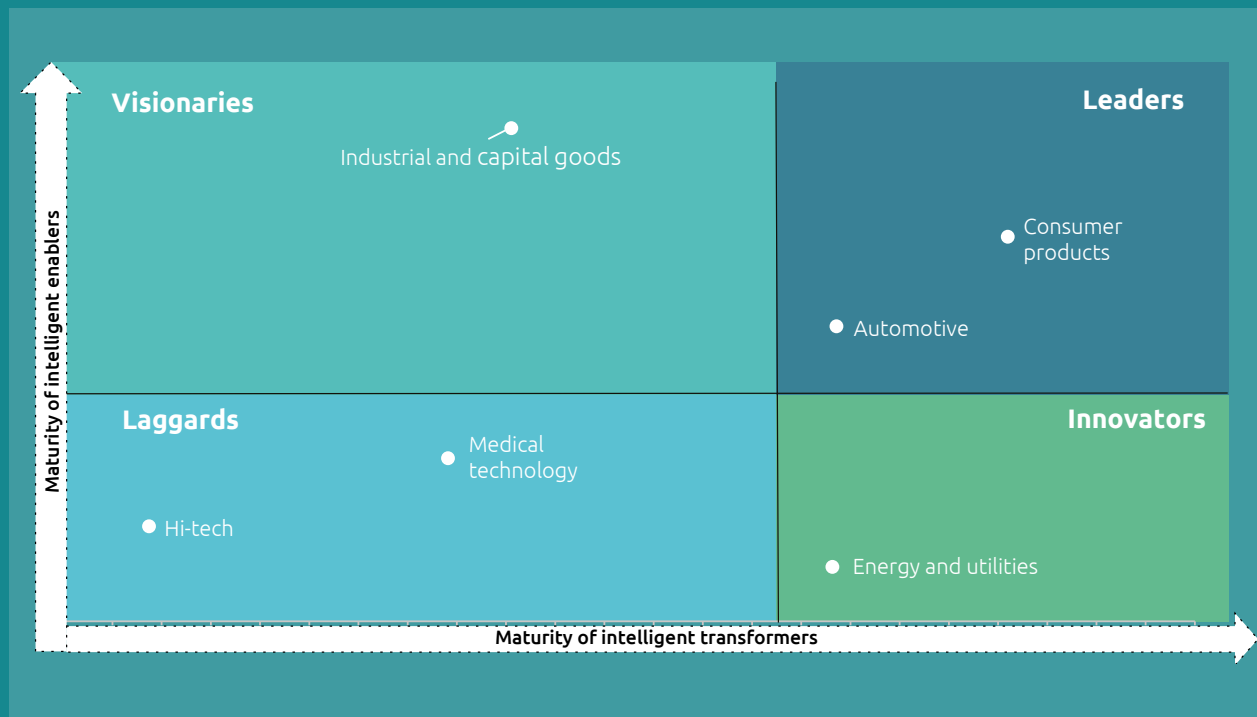 Visionaries
Leaders
Industrial and capital goods
Consumer
products
Automotive
Maturity of intelligent enablers
Laggards
Innovators
Medical
technology
Hi-tech
Energy and utilities
Maturity of intelligent transformers